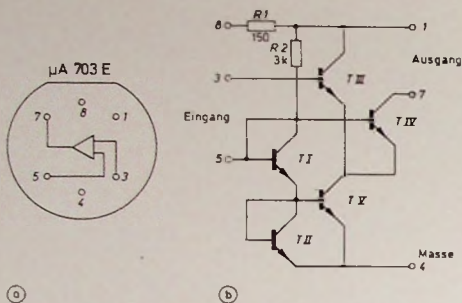 µA 703 E
8
7
1
5
3
4
a
8
R1
150
R2
3k
1
3
T III
Ausgang
7
Eingang
T IV
5
T I
T V
T II
Masse
4
b